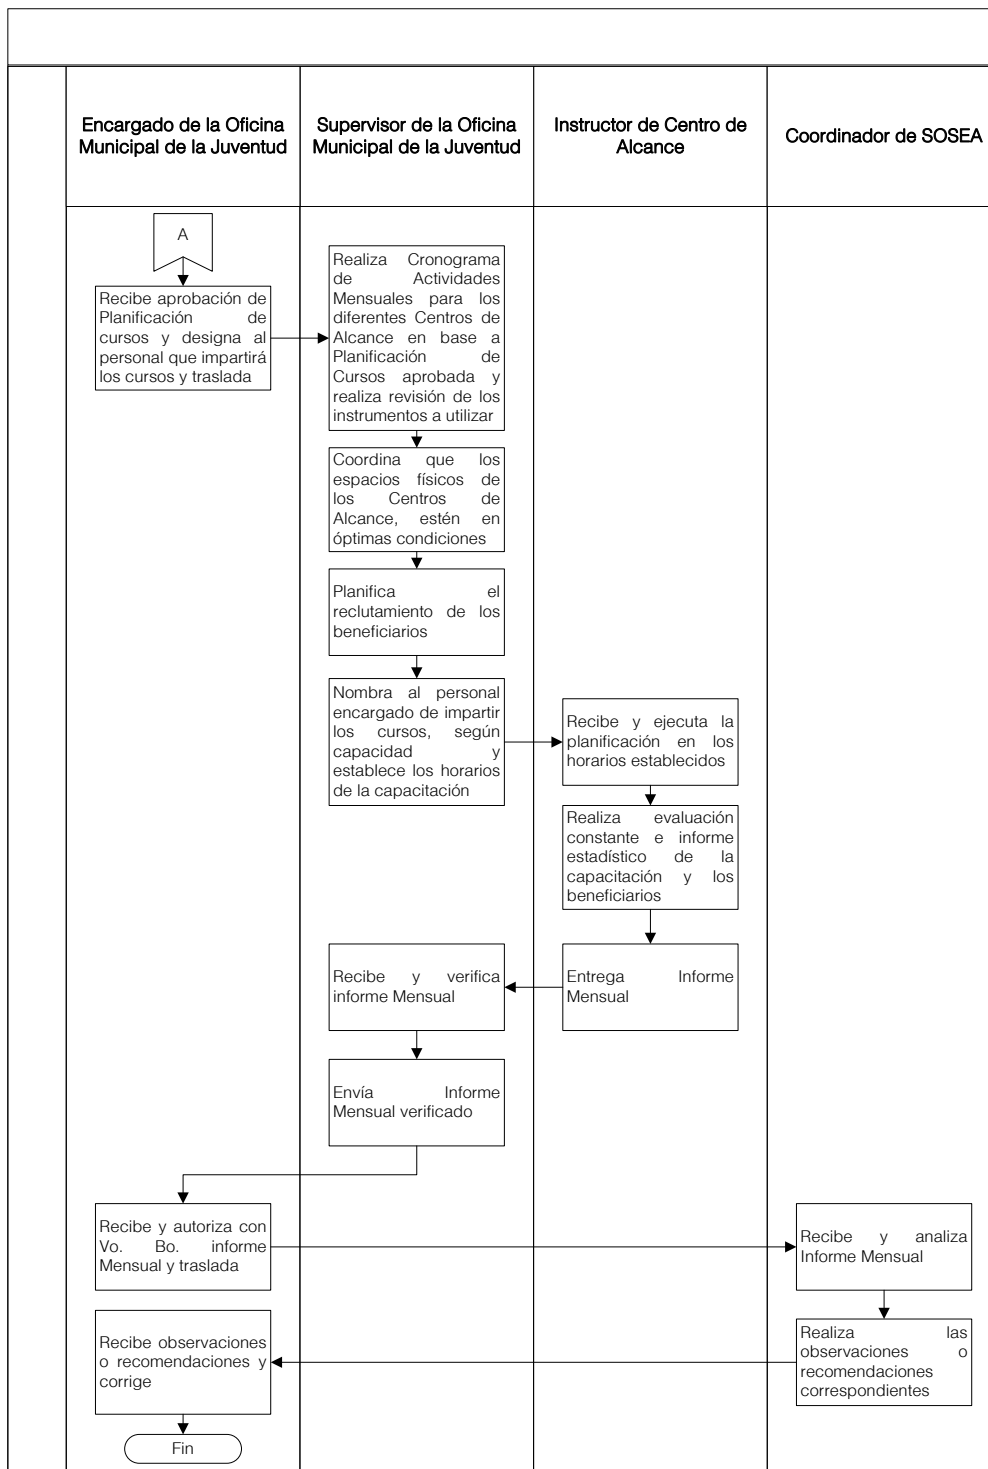 Encargado de la Oficina
Municipal de la Juventud
Supervisor de la Oficina
Municipal de la Juventud
Instructor de Centro de
Alcance
Coordinador de SOSEA
A
Recibe aprobación de
Planificación de
cursos y designa al
personal que impartirá
los cursos y traslada
Realiza Cronograma
de Actividades
Mensuales para los
diferentes Centros de
Alcance en base a
Planificación de
Cursos aprobada y
realiza revisión de los
instrumentos a utilizar
Coordina que los
espacios físicos de
los Centros de
Alcance, estén en
óptimas condiciones
Planifica el
reclutamiento de los
beneficiarios
Nombra al personal
encargado de impartir
los cursos, según
capacidad y
establece los horarios
de la capacitación
Recibe y ejecuta la
planificación en los
horarios establecidos
Realiza evaluación
constante e informe
estadístico de la
capacitación y los
beneficiarios
Entrega Informe
Mensual
Recibe y verifica
informe Mensual
Envía Informe
Mensual verificado
Recibe y autoriza con
Vo. Bo. informe
Mensual y traslada
Recibe y analiza
Informe Mensual
Realiza las
observaciones o
recomendaciones
correspondientes
Recibe observaciones
o recomendaciones y
corrige
Fin